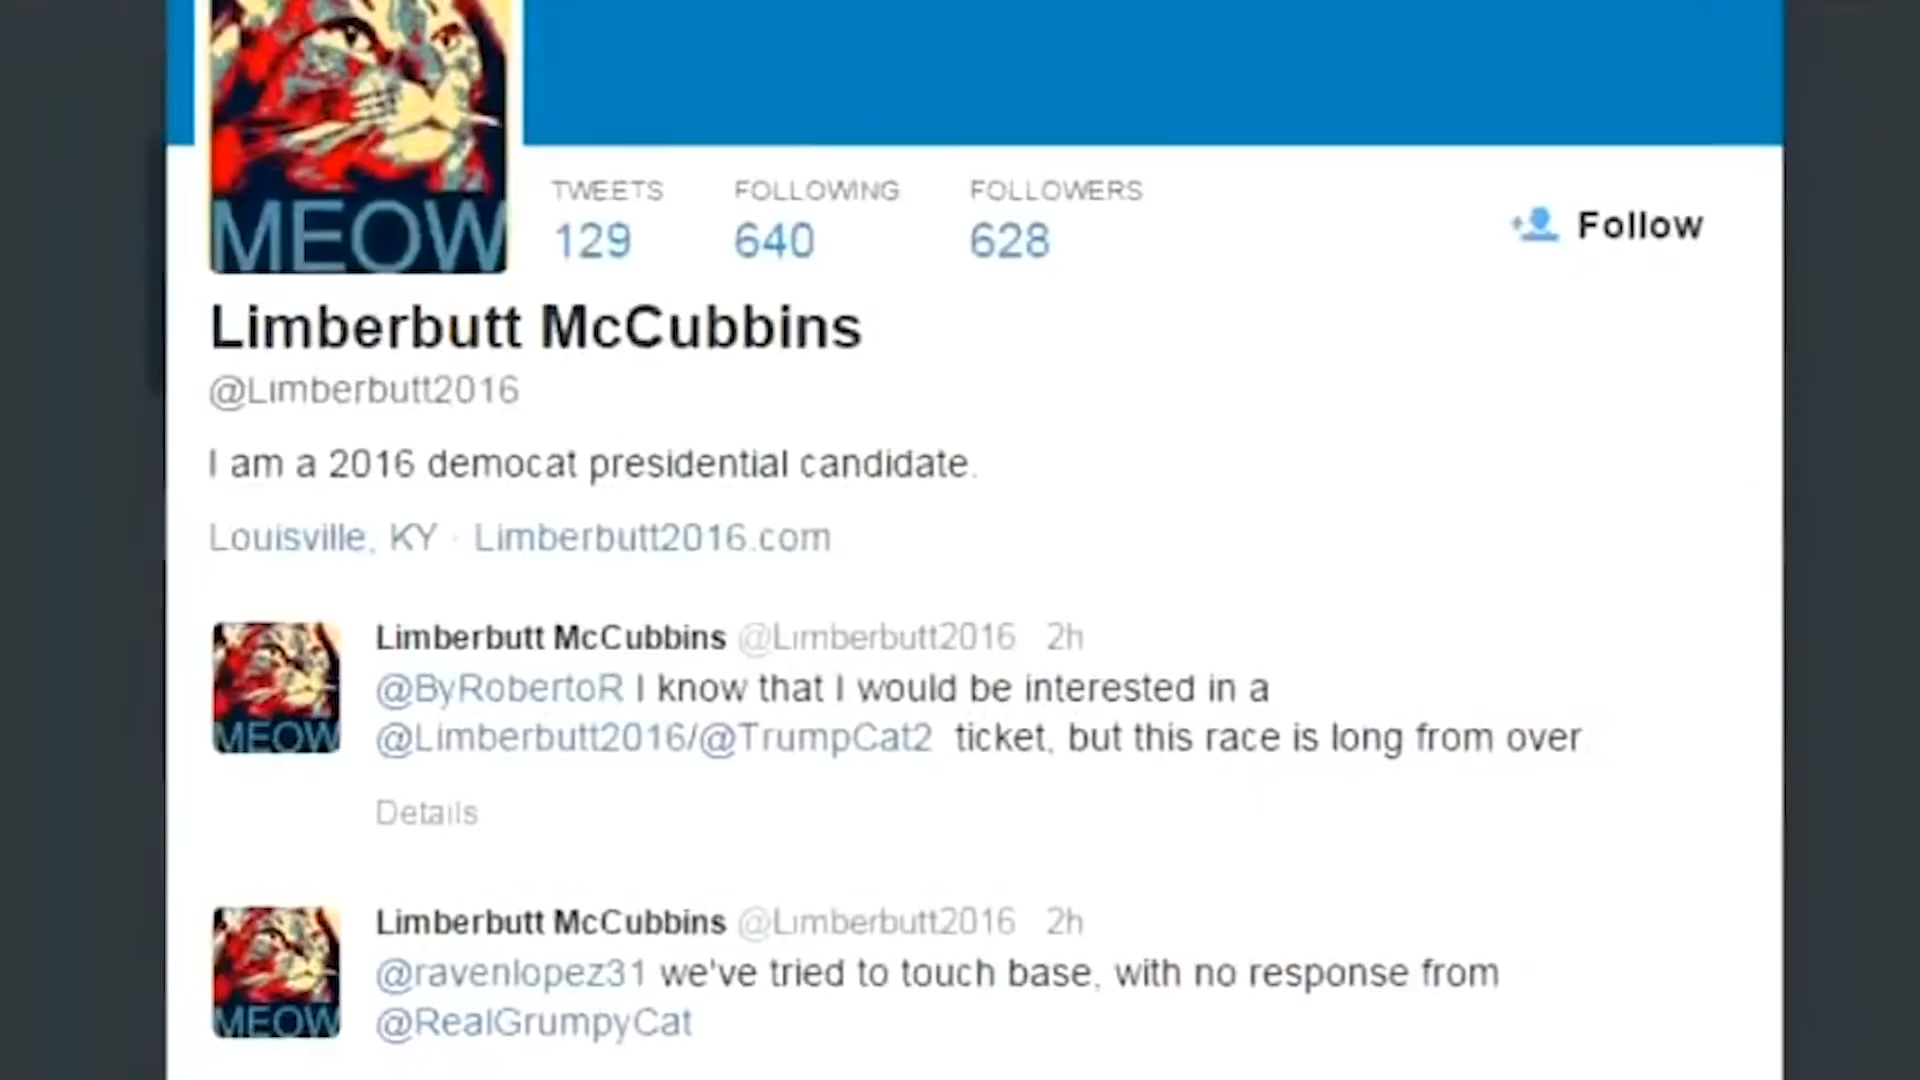 MEOW
TWEETS FOLLOWING FOLLOWERS
129 640 628
Follow
Limberbutt McCubbins
@Limberbutt2016
I am a 2016 democat presidential candidate.
Louisville, KY · Limberbutt2016.com
Limberbutt McCubbins @Limberbutt2016 2h
@ByRobertoR I know that I would be interested in a
@Limberbutt2016/@TrumpCat2 ticket, but this race is long from over.
MEOW
Details
Limberbutt McCubbins @Limberbutt2016 2h
@ravenlopez31 we've tried to touch base, with no response from
@RealGrumpyCat
MEOW